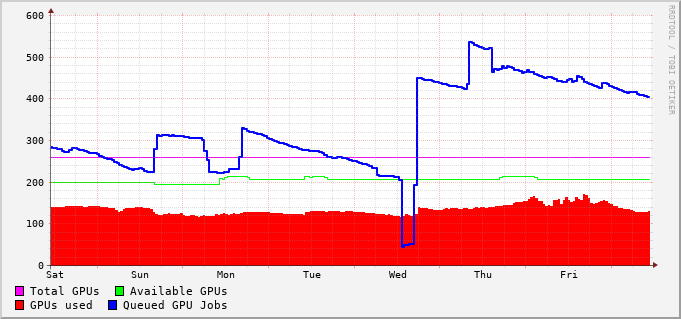 600
500
400
300
200
100
0
Sat Sun Mon Tue Wed Thu Fri
Total GPUs Available GPUs
GPUs used Queued GPU Jobs
RRDTOOL / TOBI OETIKER